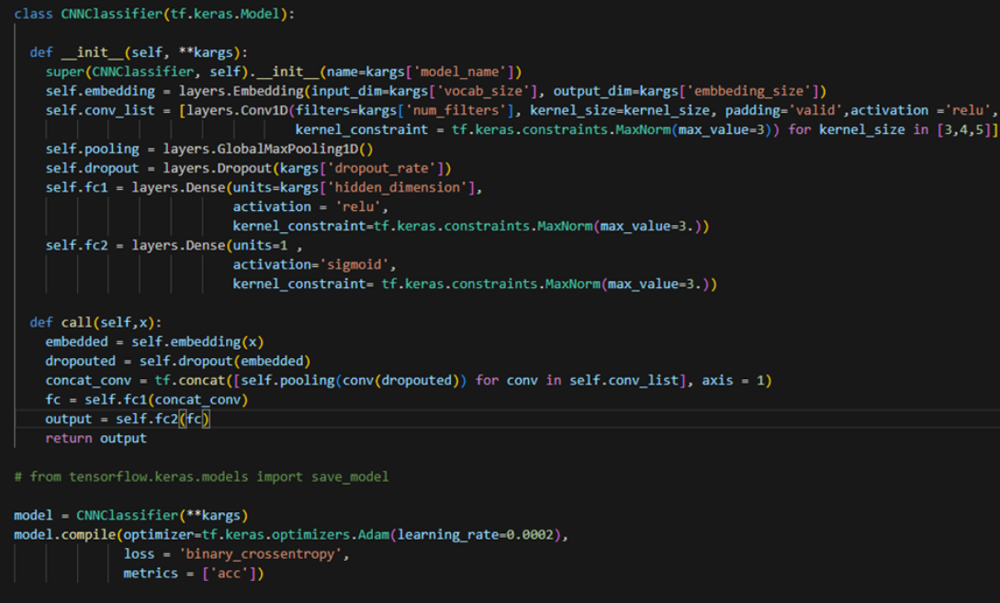 class CNNClassifier(tf.keras.Model):
def __init__(self, **kargs):
super(CNNClassifier, self).__init__(name=kargs['model_name'])
self.embedding = layers.Embedding(input_dim=kargs['vocab_size'], output_dim=kargs['embbeding_size'])
self.conv_list = [layers.Conv1D(filters=kargs['num_filters'], kernel_size=kernel_size, padding='valid',activation ='relu',
kernel_constraint = tf.keras.constraints.MaxNorm(max_value=3)) for kernel_size in [3,4,5]]
self.pooling = layers.GlobalMaxPooling1D()
self.dropout = layers.Dropout(kargs['dropout_rate'])
self.fc1 = layers.Dense(units=kargs['hidden_dimension'],
activation = 'relu',
kernel_constraint=tf.keras.constraints.MaxNorm(max_value=3.))
self.fc2 = layers.Dense(units=1 ,
activation='sigmoid',
kernel_constraint= tf.keras.constraints.MaxNorm(max_value=3.))
def call(self,x):
embedded = self.embedding(x)
dropouted = self.dropout(embedded)
concat_conv = tf.concat([self.pooling(conv(dropouted)) for conv in self.conv_list], axis = 1)
fc = self.fc1(concat_conv)
output = self.fc2(fc)
return output
# from tensorflow.keras.models import save_model
model = CNNClassifier(**kargs)
model.compile(optimizer=tf.keras.optimizers.Adam(learning_rate=0.0002),
loss = 'binary_crossentropy',
metrics = ['acc'])